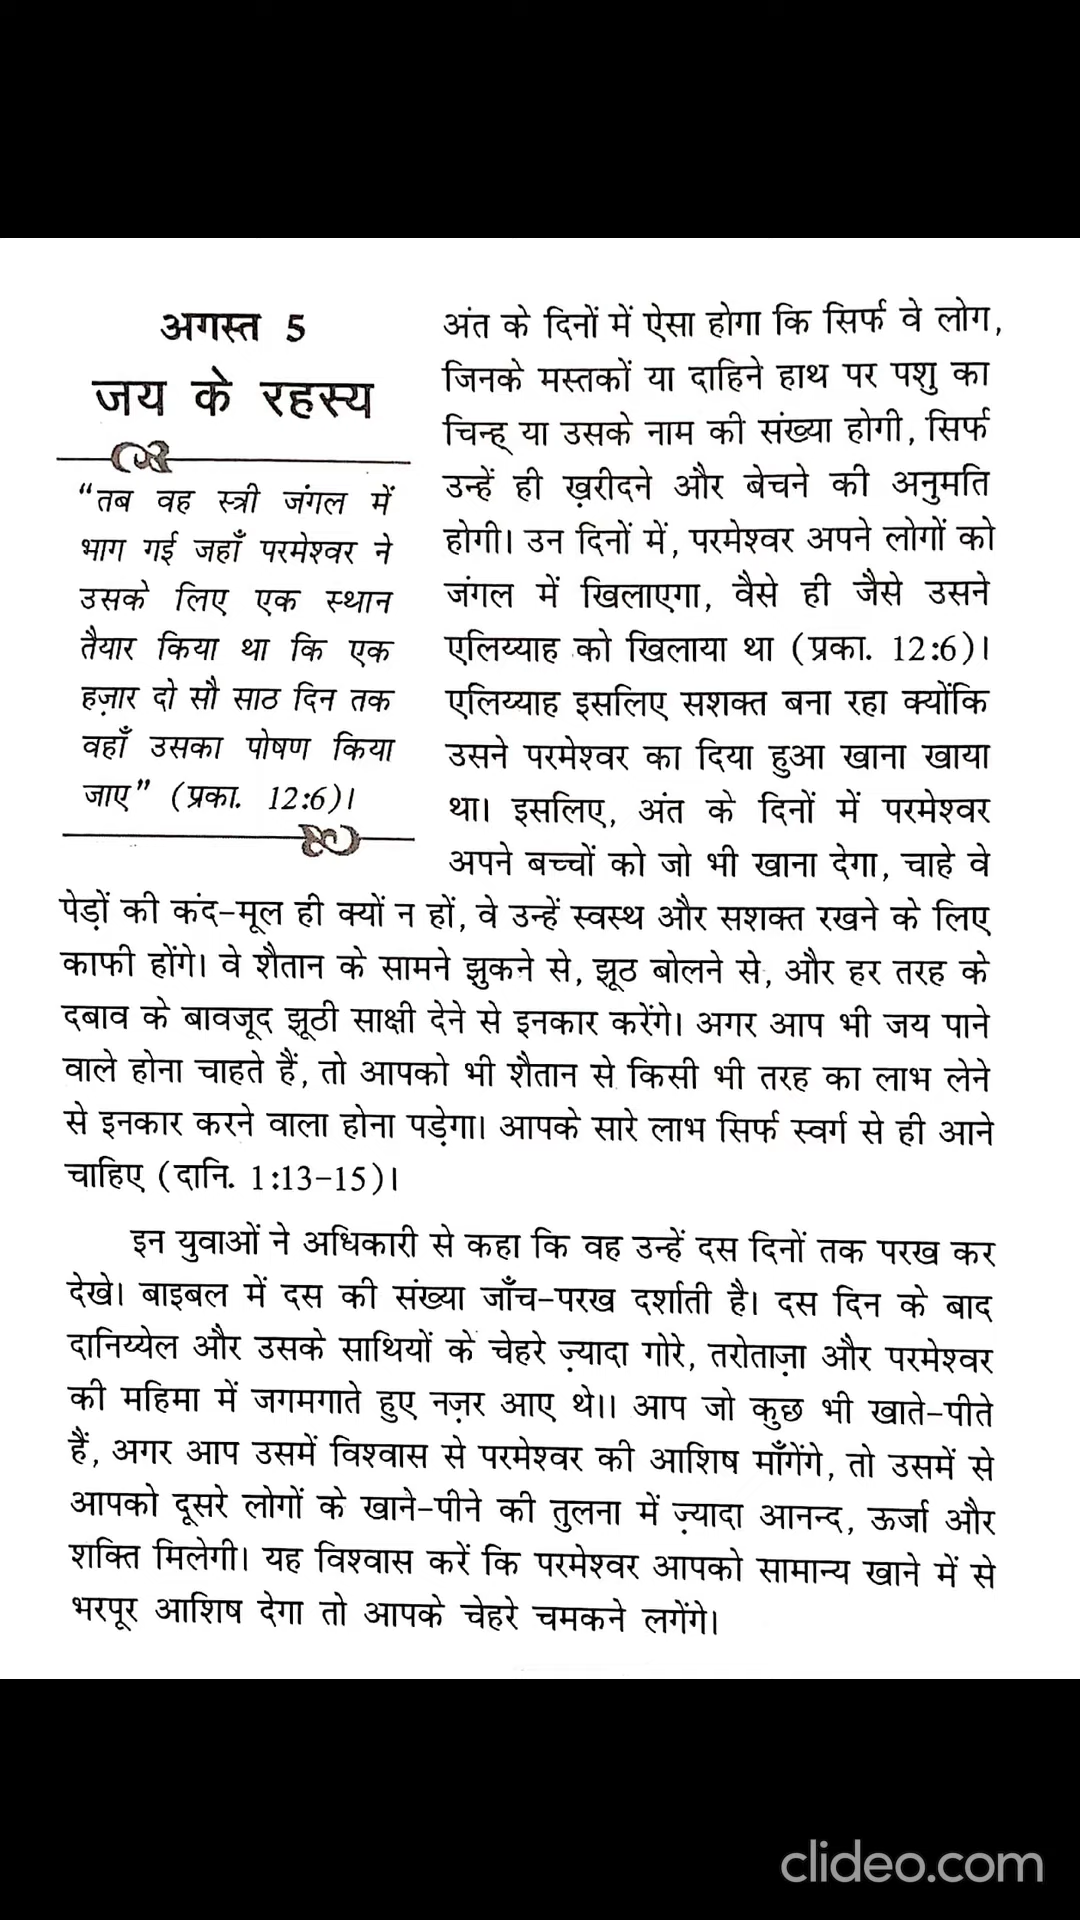 अगस्त 5
जय के रहस्य
“तब वह स्त्री जंगल में
भाग गई जहाँ परमेश्वर ने
उसके लिए एक स्थान
तैयार किया था कि एक
हज़ार दो सौ साठ दिन तक
वहाँ उसका पोषण किया
जाए” (प्रका. 12:6)।
अंत के दिनों में ऐसा होगा कि सिर्फ वे लोग,
जिनके मस्तकों या दाहिने हाथ पर पशु का
चिन्ह् या उसके नाम की संख्या होगी, सिर्फ
उन्हें ही ख़रीदने और बेचने की अनुमति
होगी। उन दिनों में, परमेश्वर अपने लोगों को
जंगल में खिलाएगा, वैसे ही जैसे उसने
एलिय्याह को खिलाया था (प्रका. 12:6)।
एलिय्याह इसलिए सशक्त बना रहा क्योंकि
उसने परमेश्वर का दिया हुआ खाना खाया
था। इसलिए, अंत के दिनों में परमेश्वर
अपने बच्चों को जो भी खाना देगा, चाहे वे
पेड़ों की कंद-मूल ही क्यों न हों, वे उन्हें स्वस्थ और सशक्त रखने के लिए
काफी होंगे। वे शैतान के सामने झुकने से, झूठ बोलने से, और हर तरह के
दबाव के बावजूद झूठी साक्षी देने से इनकार करेंगे। अगर आप भी जय पाने
वाले होना चाहते हैं, तो आपको भी शैतान से किसी भी तरह का लाभ लेने
से इनकार करने वाला होना पड़ेगा। आपके सारे लाभ सिर्फ स्वर्ग से ही आने
चाहिए (दानि. 1:13-15)।
इन युवाओं ने अधिकारी से कहा कि वह उन्हें दस दिनों तक परख कर
देखे। बाइबल में दस की संख्या जाँच-परख दर्शाती है। दस दिन के बाद
दानिय्येल और उसके साथियों के चेहरे ज़्यादा गोरे, तरोताज़ा और परमेश्वर
की महिमा में जगमगाते हुए नज़र आए थे।। आप जो कुछ भी खाते-पीते
हैं, अगर आप उसमें विश्वास से परमेश्वर की आशिष माँगेंगे, तो उसमें से
आपको दूसरे लोगों के खाने-पीने की तुलना में ज़्यादा आनन्द, ऊर्जा और
शक्ति मिलेगी। यह विश्वास करें कि परमेश्वर आपको सामान्य खाने में से
भरपूर आशिष देगा तो आपके चेहरे चमकने लगेंगे।
clideo.com